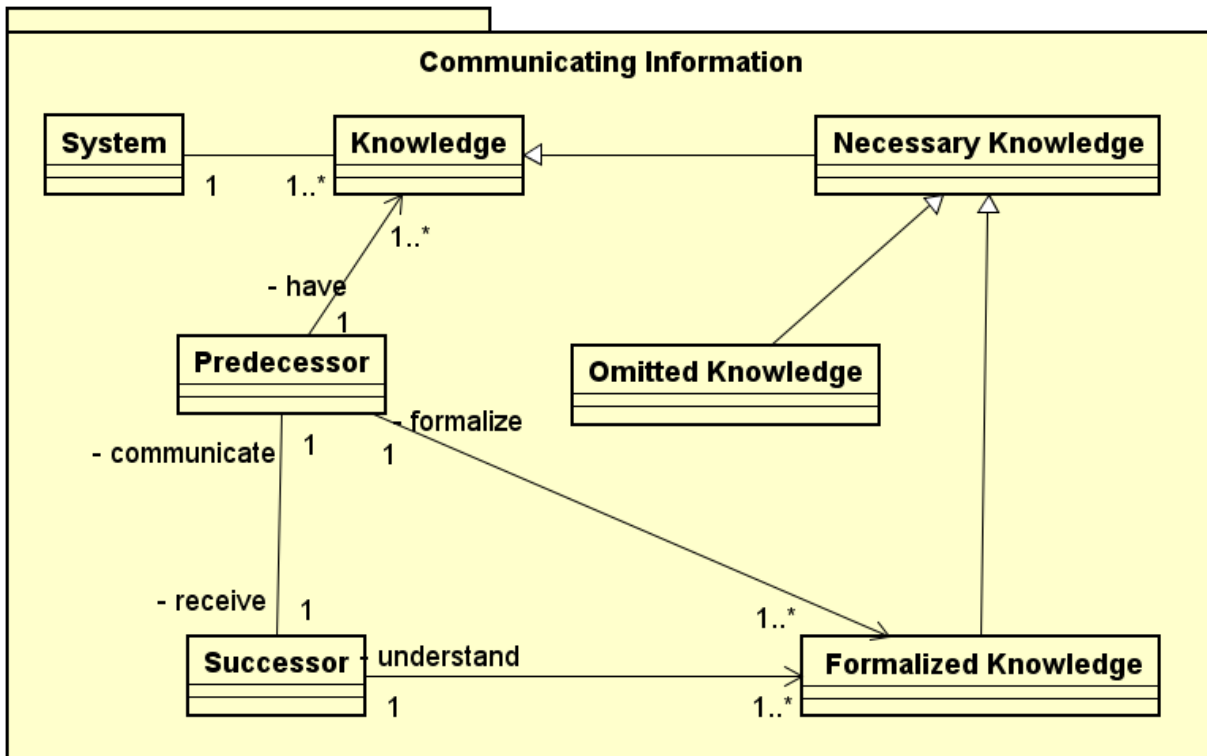 Communicating Information
System
Knowledge
Necessary Knowledge
1
1..*
1..*
- have
1
Predecessor
Omitted Knowledge
- formalize
- communicate
1
1
- receive
1
1..*
Successor
- understand
Formalized Knowledge
1
1..*